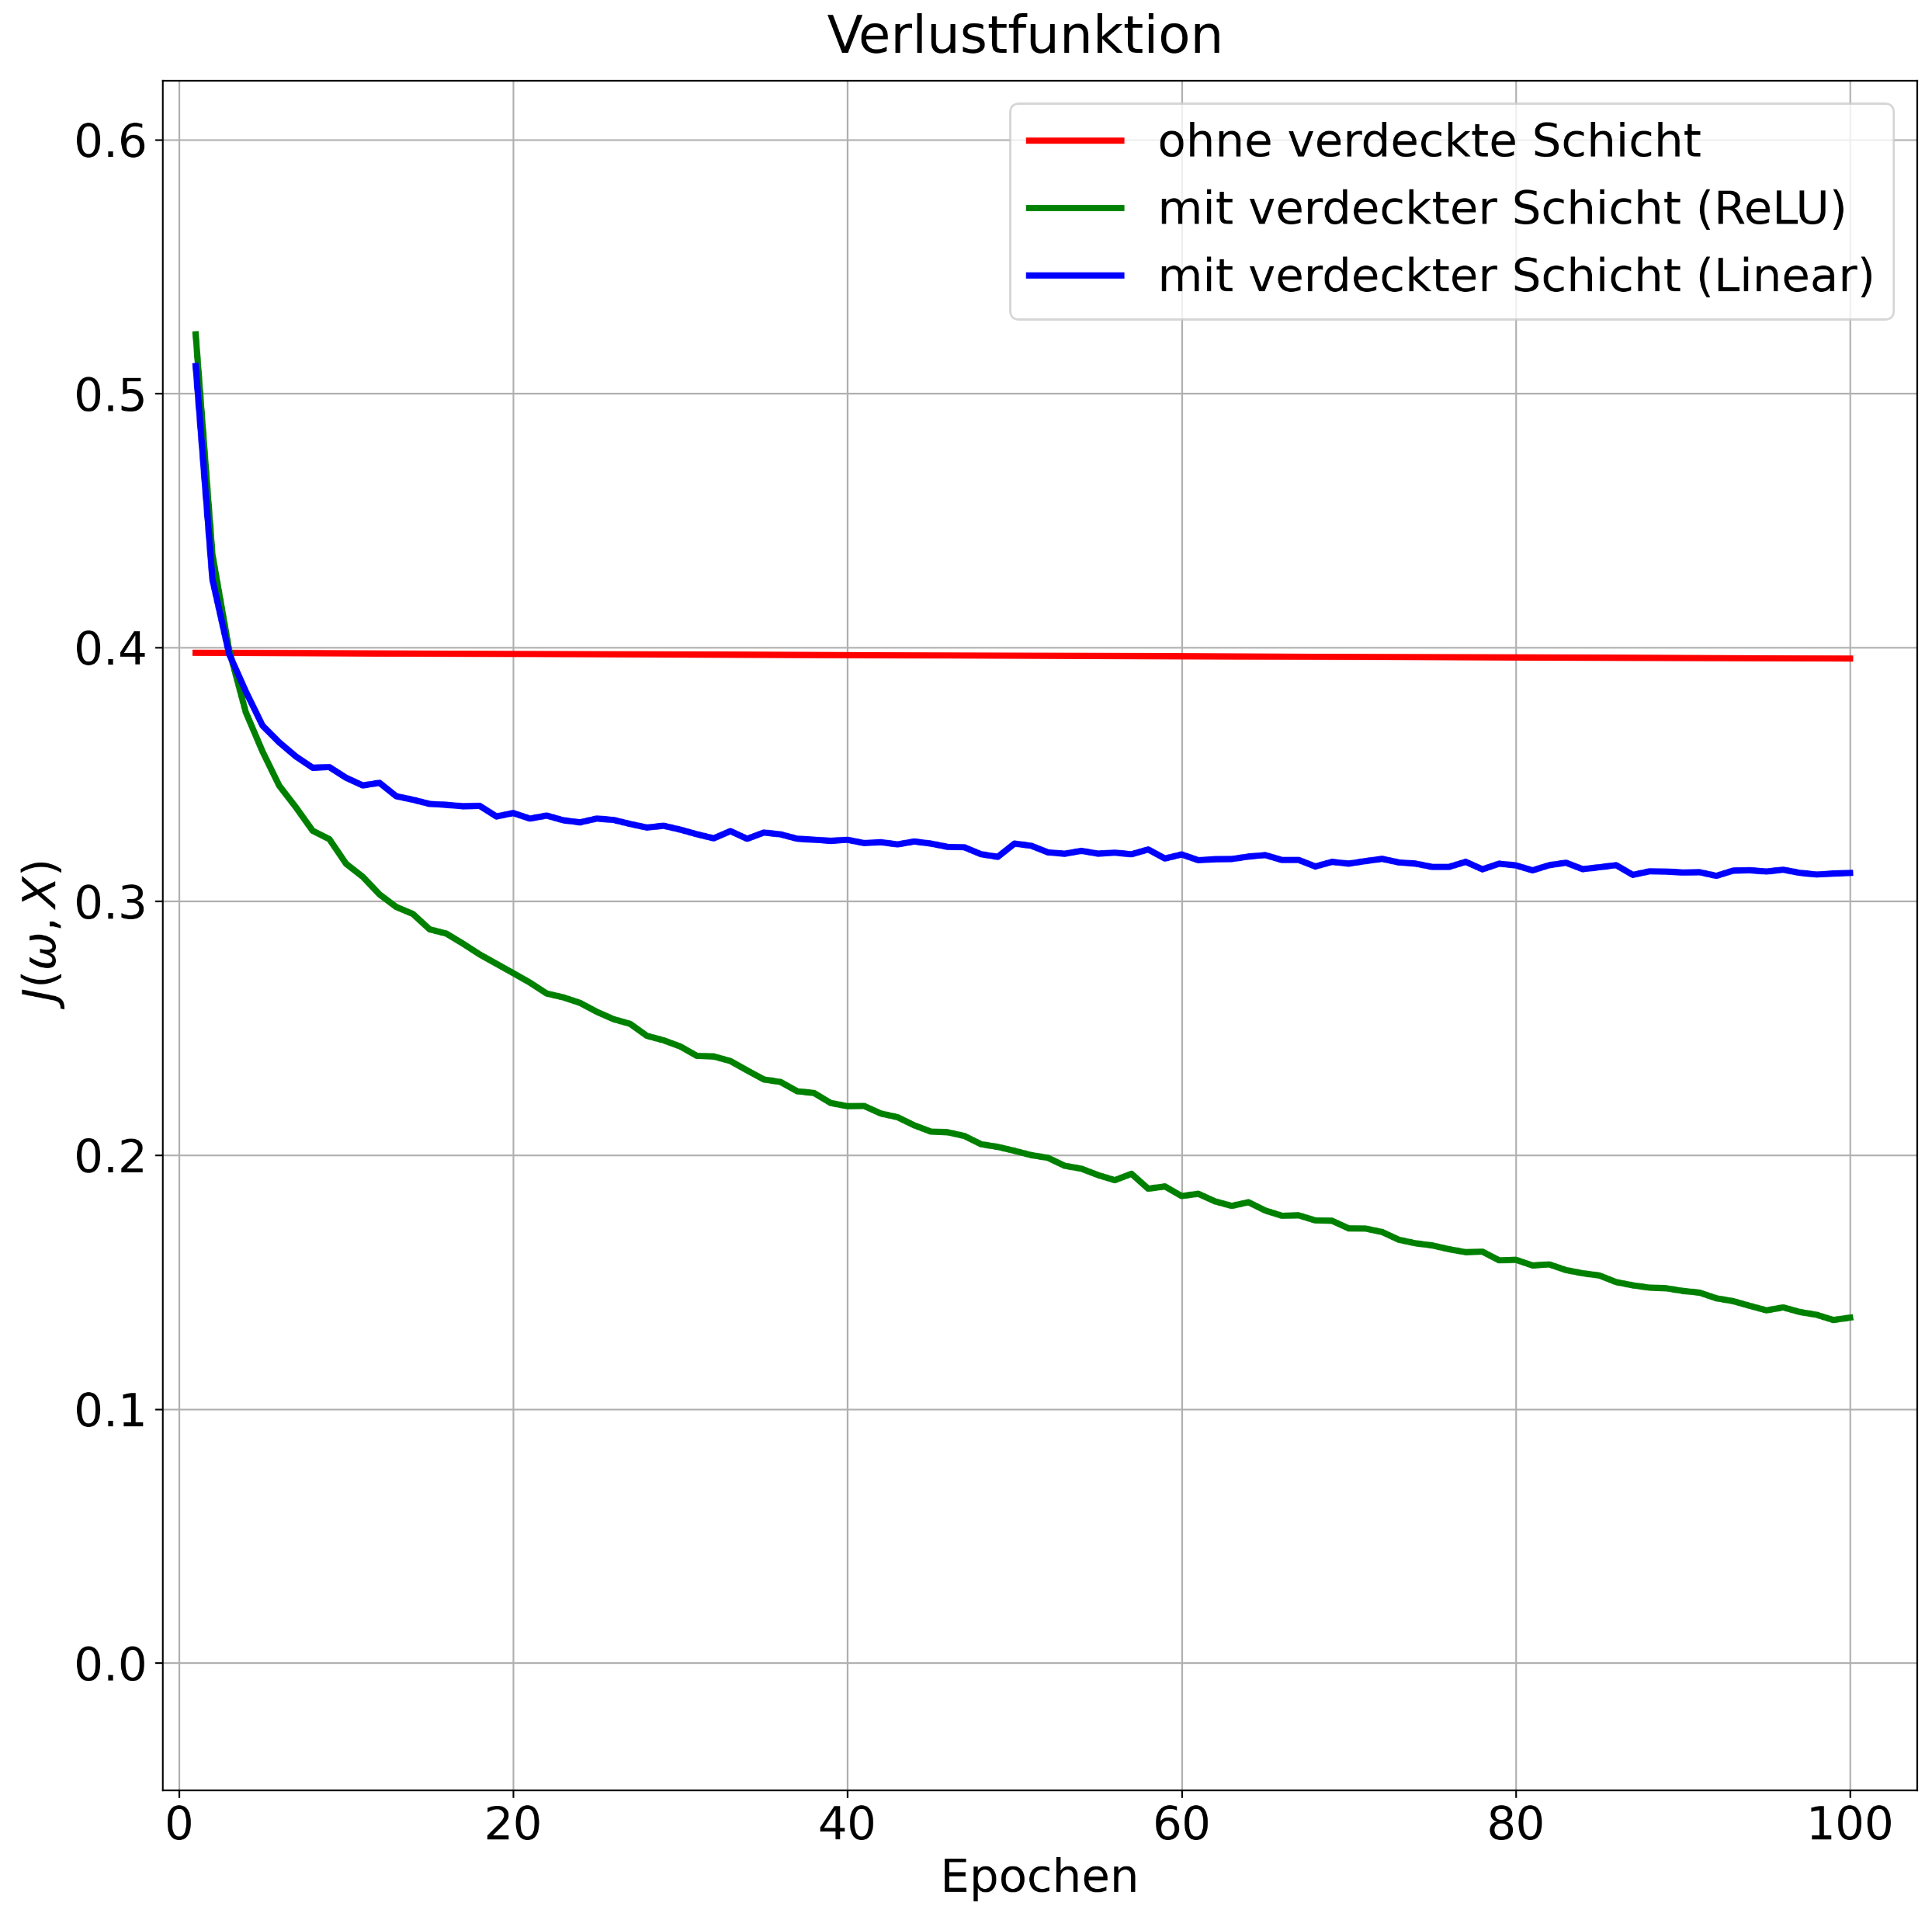 Verlustfunktion
ohne verdeckte Schicht
mit verdeckter Schicht (ReLU)
mit verdeckter Schicht (Linear)
J(ω, X)
0.6
0.5
0.4
0.3
0.2
0.1
0.0
0 20 40 60 80 100
Epochen